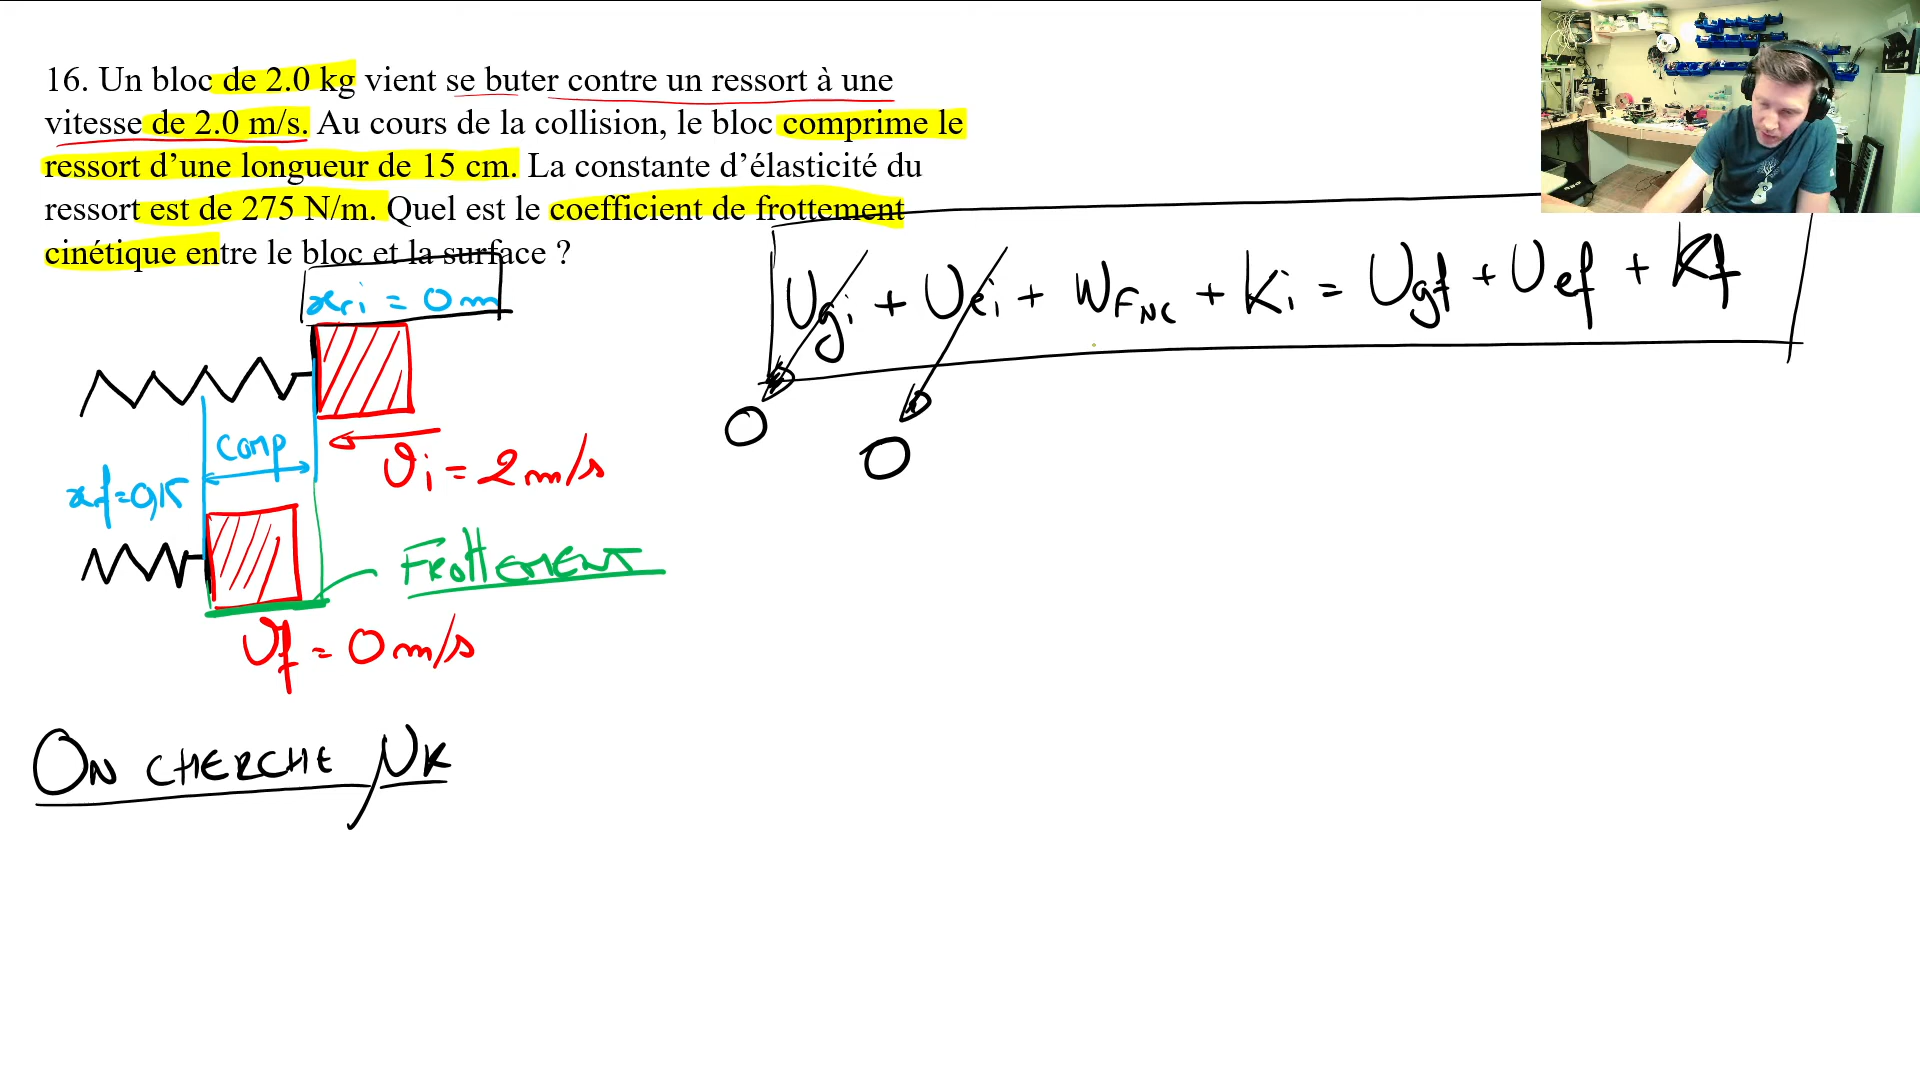 16. Un bloc de 2.0 kg vient se buter contre un ressort à une
vitesse de 2.0 m/s. Au cours de la collision, le bloc comprime le
ressort d’une longueur de 15 cm. La constante d’élasticité du
ressort est de 275 N/m. Quel est le coefficient de frottement
cinétique entre le bloc et la surface ?
xri = 0 m
Ugi + Uei + WFNC + Ki = Ugf + Uef + Kf
0
0
comp
vi = 2 m/s
xf = 0,15
FROTTEMENT
vf = 0 m/s
ON CHERCHE μk